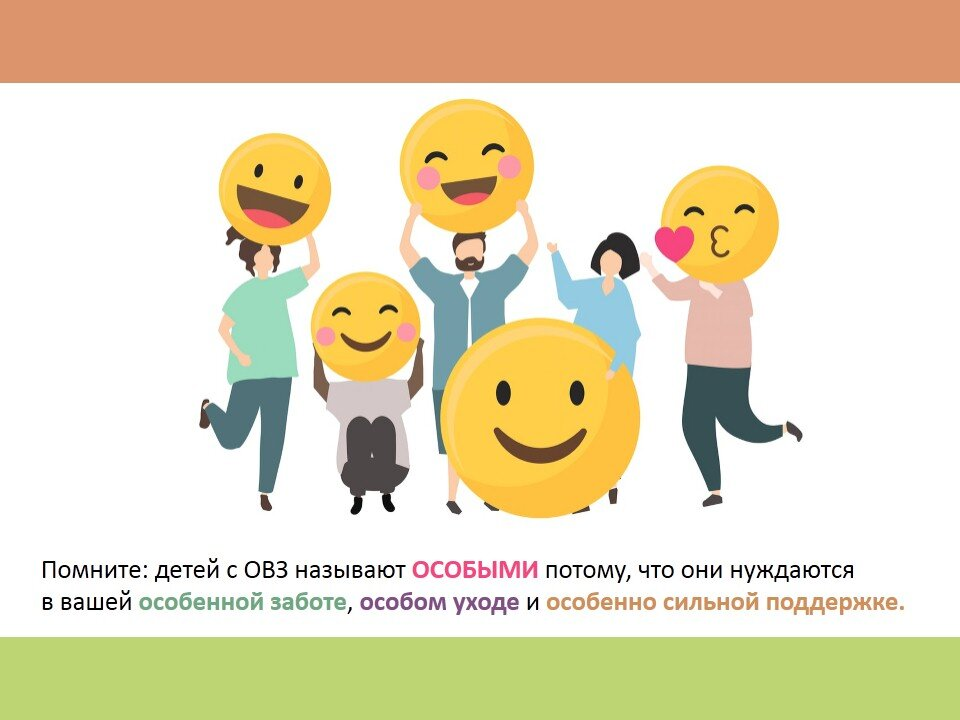 Помните: детей с ОВЗ называют ОСОБЫМИ потому, что они нуждаются
в вашей особенной заботе, особом уходе и особенно сильной поддержке.